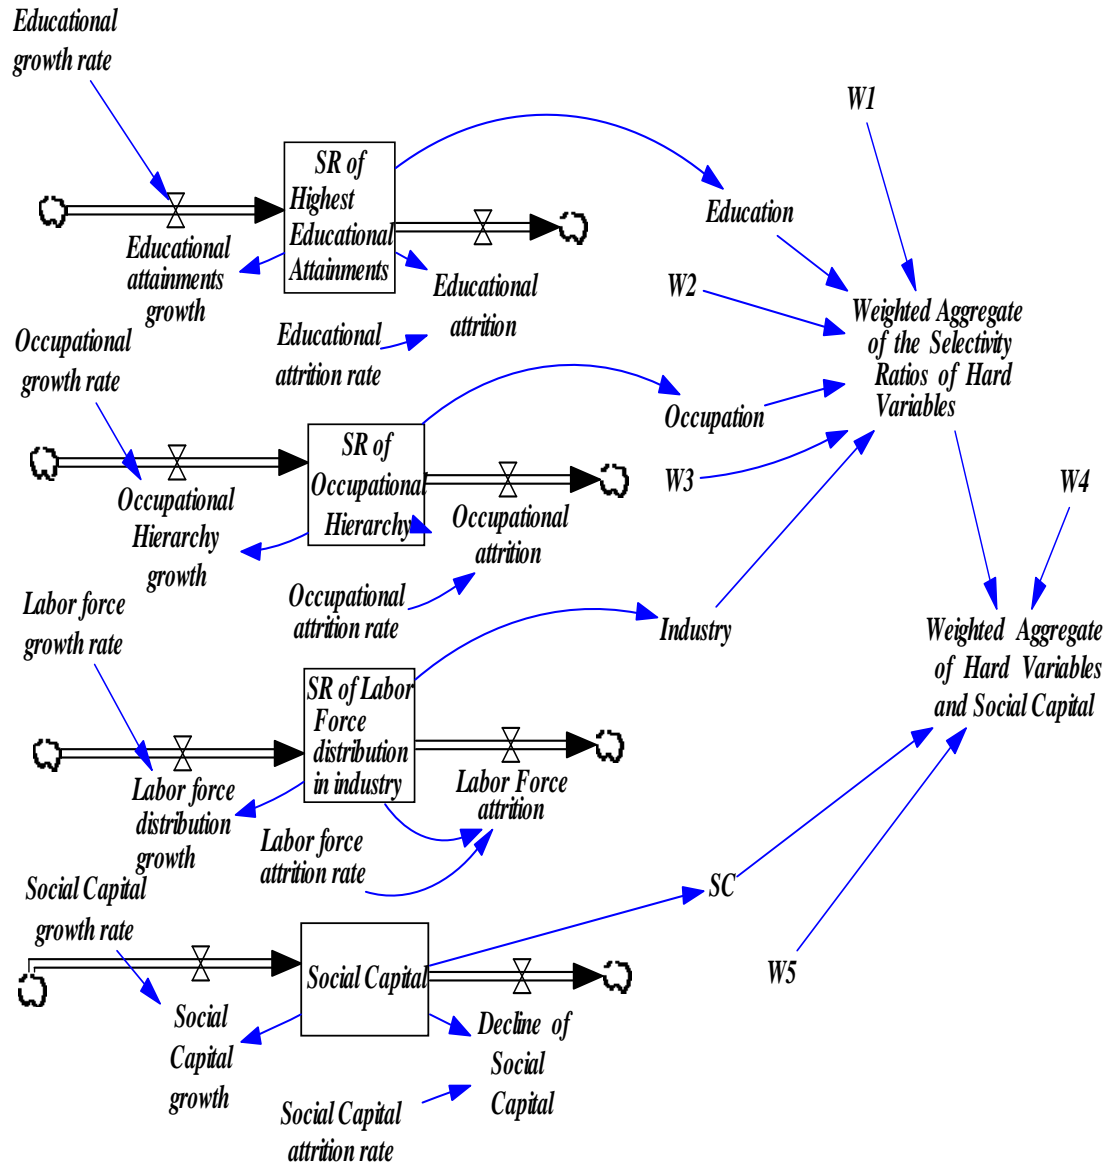 Educational
growth rate
W1
SR of
Highest
Educational
Attainments
Education
Educational
attainments
growth
Educational
attrition
W2
Weighted Aggregate
of the Selectivity
Ratios of Hard
Variables
Educational
attrition rate
Occupational
growth rate
Occupation
SR of
Occupational
Hierarchy
W3
W4
Occupational
Hierarchy
growth
Occupational
attrition
Occupational
attrition rate
Labor force
growth rate
Industry
Weighted Aggregate
of Hard Variables
and Social Capital
SR of Labor
Force
distribution
in industry
Labor force
distribution
growth
Labor Force
attrition
Labor force
attrition rate
Social Capital
growth rate
SC
Social Capital
W5
Social
Capital
growth
Decline of
Social
Capital
Social Capital
attrition rate